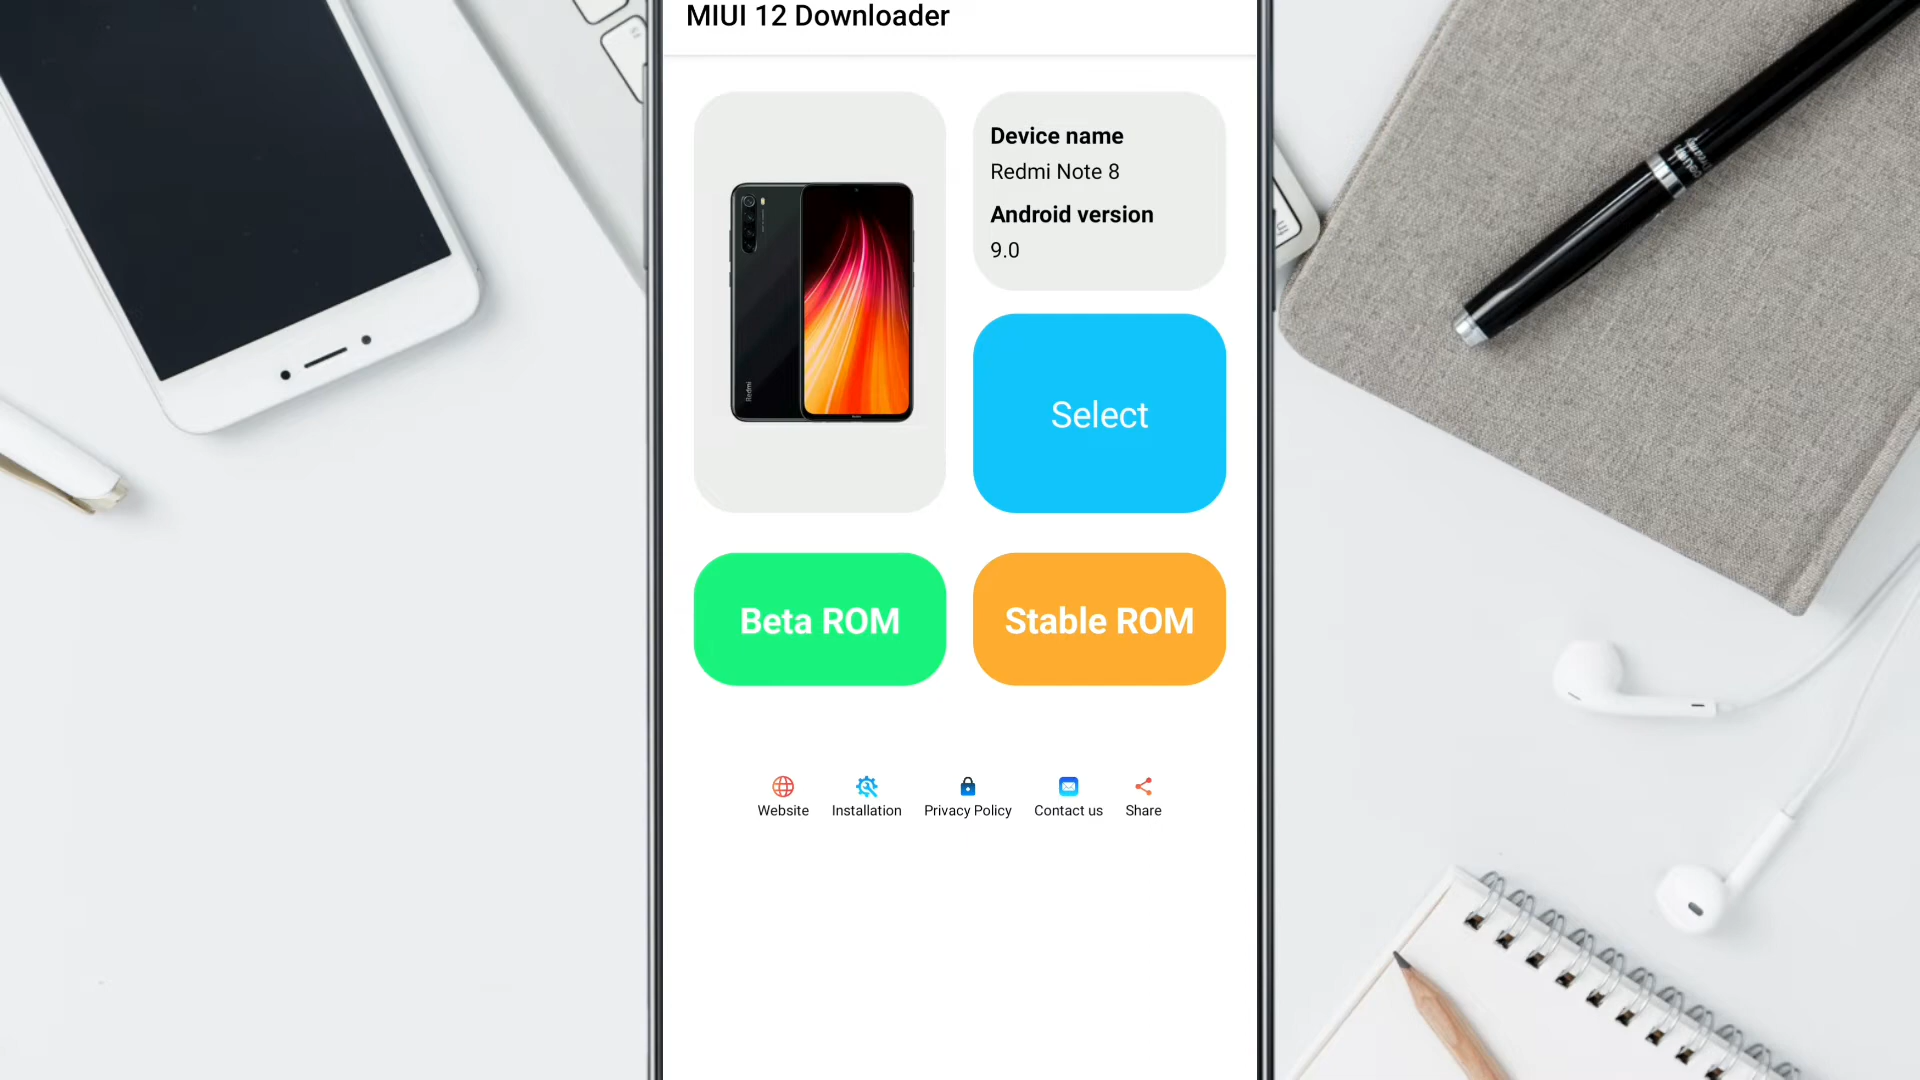 MIUI 12 Downloader
Device name
Redmi Note 8
Android version
9.0
Redmi
Select
Beta ROM
Stable ROM
Website
Installation
Privacy Policy
Contact us
Share